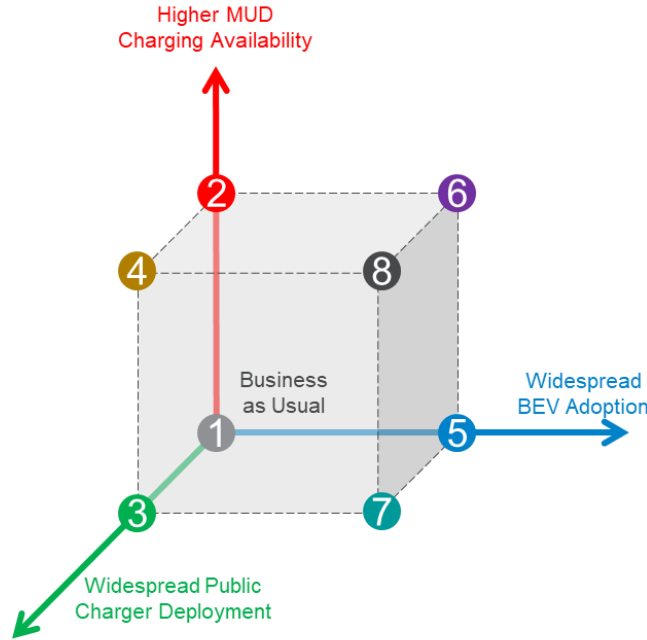 Higher MUD
Charging Availability
2
6
4
8
Business
as Usual
Widespread
BEV Adoption
1
5
3
7
Widespread Public
Charger Deployment